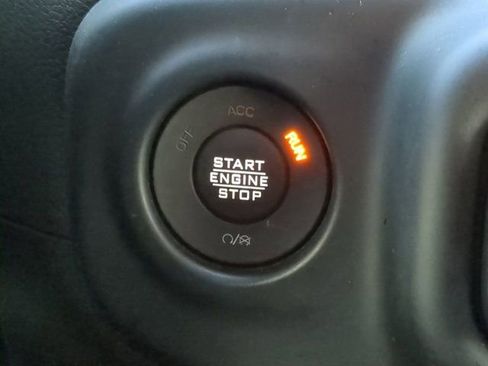 ACC
OFF
RUN
START
ENGINE
STOP